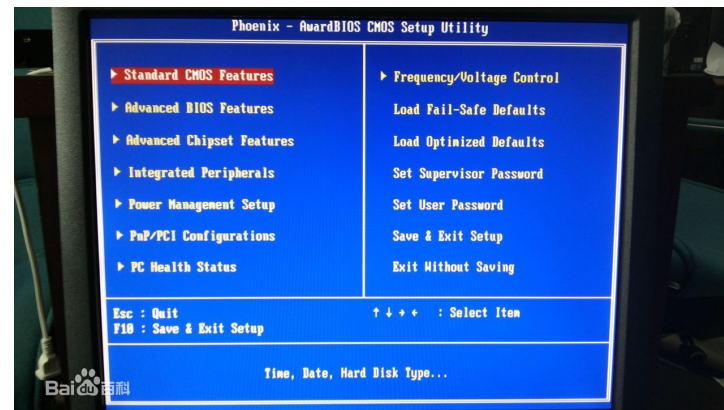 Phoenix - AwardBIOS CMOS Setup Utility
Standard CMOS Features
Advanced BIOS Features
Advanced Chipset Features
Integrated Peripherals
Power Management Setup
PnP/PCI Configurations
PC Health Status
Frequency/Voltage Control
Load Fail-Safe Defaults
Load Optimized Defaults
Set Supervisor Password
Set User Password
Save & Exit Setup
Exit Without Saving
Esc : Quit
F10 : Save & Exit Setup
↑ ↓ → ← : Select Item
Time, Date, Hard Disk Type...
Baidu百科